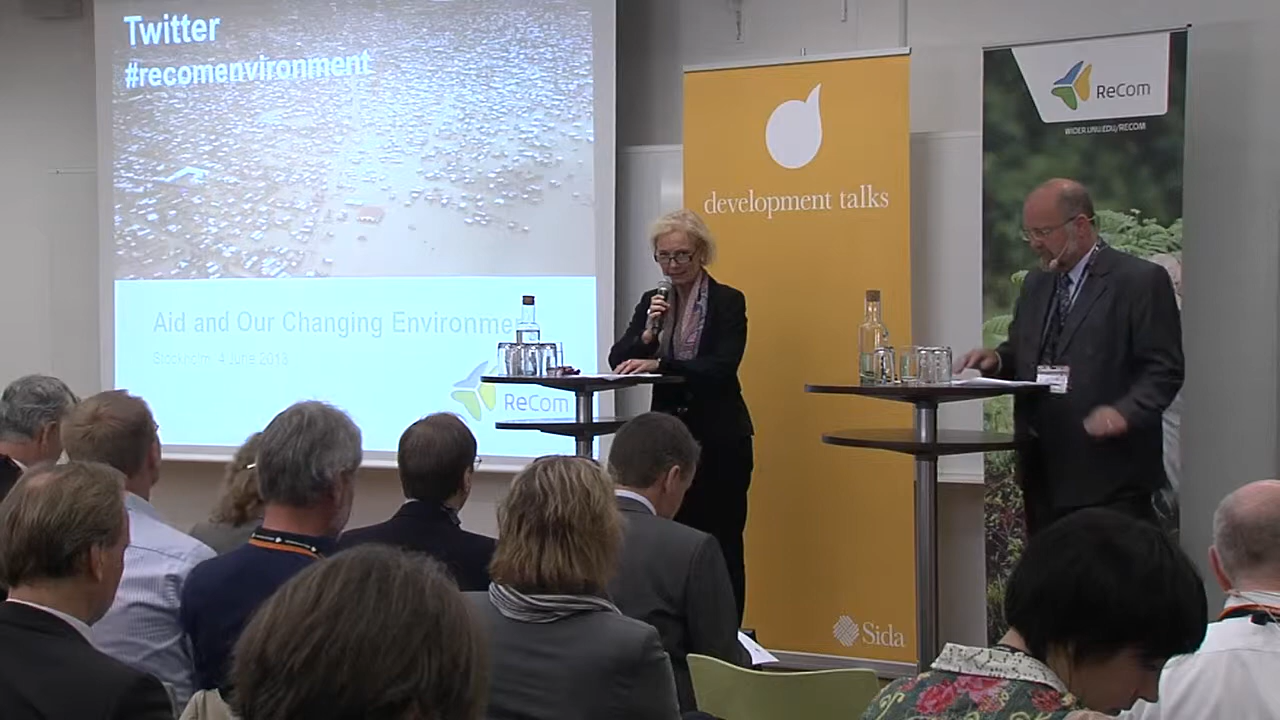 Twitter
#recomenvironment
Aid and Our Changing Environme
Stockholm, 4 June 2013
ReCom
development talks
Sida
ReCom
WIDER.UNU.EDU/RECOM